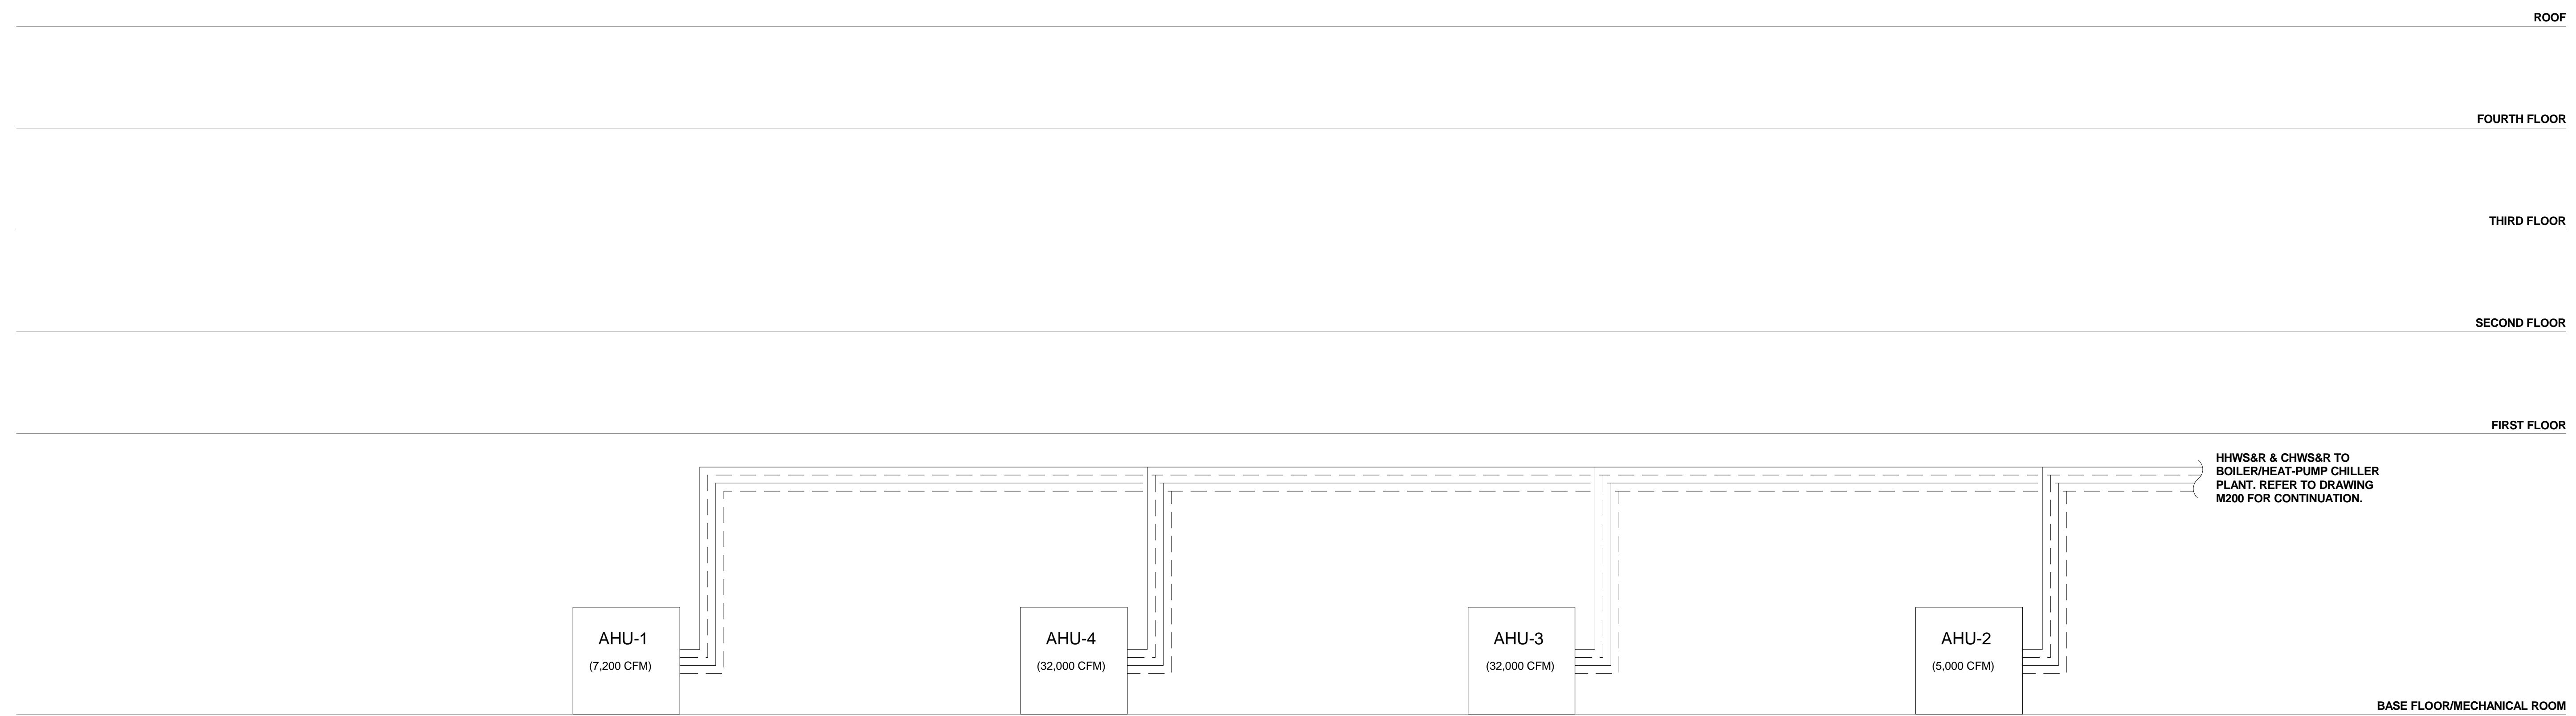 ROOF
FOURTH FLOOR
THIRD FLOOR
SECOND FLOOR
FIRST FLOOR
HHWS&R & CHWS&R TO
BOILER/HEAT-PUMP CHILLER
PLANT. REFER TO DRAWING
M200 FOR CONTINUATION.
AHU-1
(7,200 CFM)
AHU-4
(32,000 CFM)
AHU-3
(32,000 CFM)
AHU-2
(5,000 CFM)
BASE FLOOR/MECHANICAL ROOM